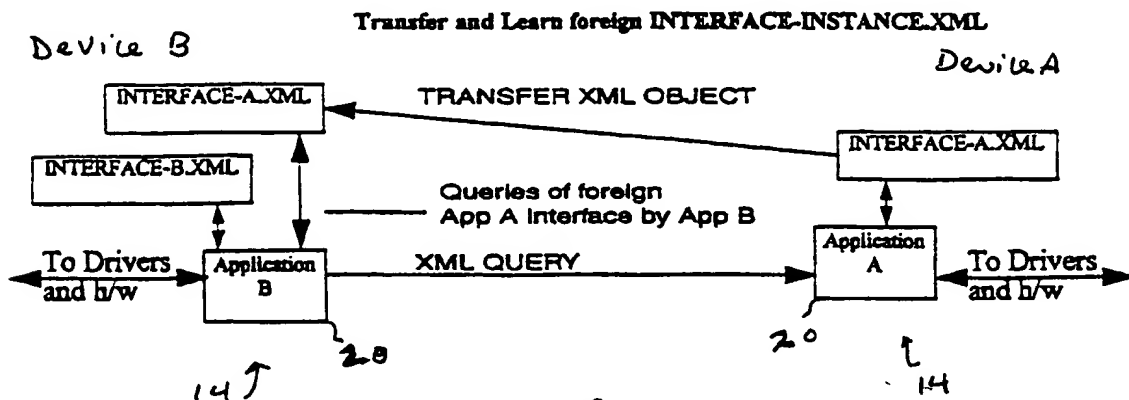 Transfer and Learn foreign INTERFACE-INSTANCE.XML
Device B
Device A
INTERFACE-A.XML
TRANSFER XML OBJECT
INTERFACE-A.XML
INTERFACE-B.XML
Queries of foreign
App A Interface by App B
To Drivers
and h/w
Application
B
XML QUERY
Application
A
To Drivers
and h/w
20
20
14
14